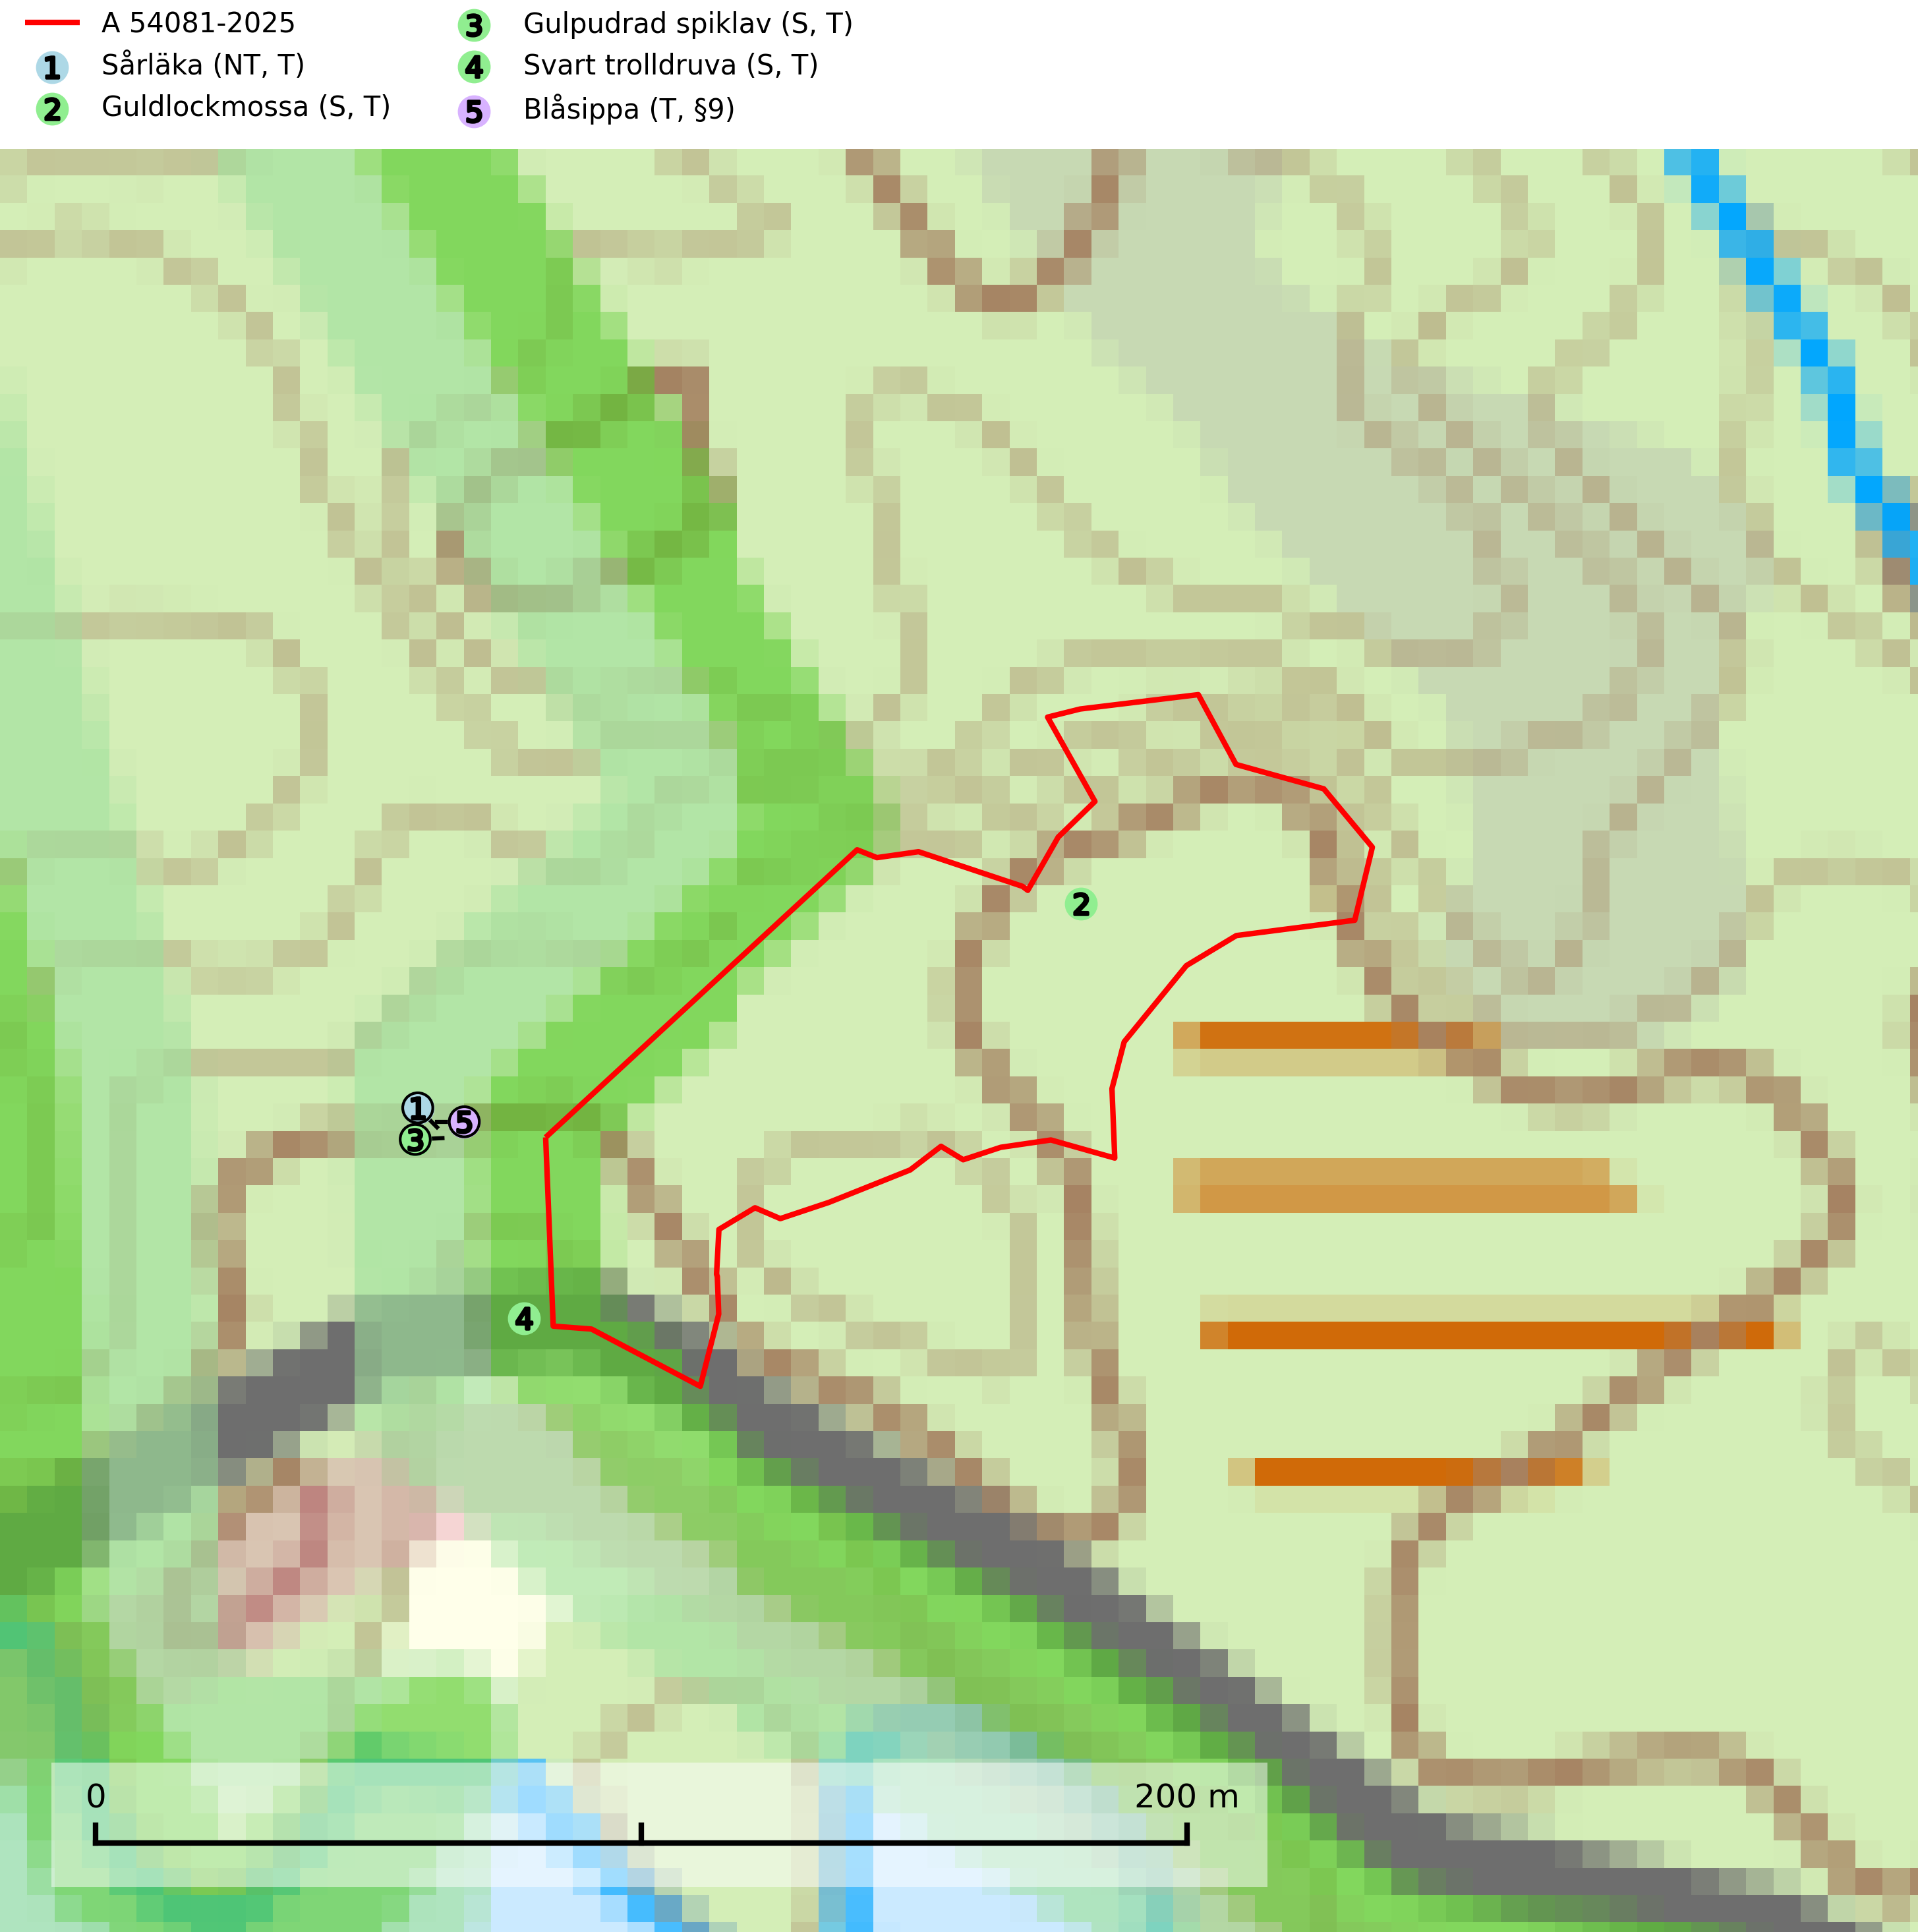 A 54081-2025
1 Sårläka (NT, T)
2 Guldlockmossa (S, T)
3 Gulpudrad spiklav (S, T)
4 Svart trolldruva (S, T)
5 Blåsippa (T, §9)
2
1
5
3
4
0 200 m